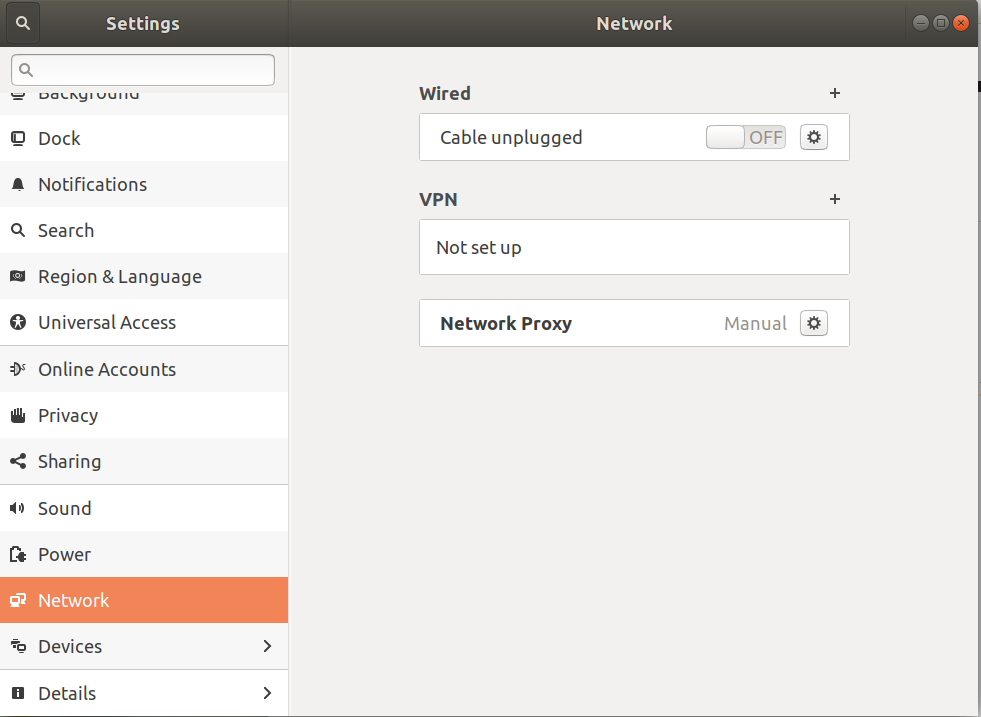 Settings
Network
Background
Dock
Notifications
Search
Region & Language
Universal Access
Online Accounts
Privacy
Sharing
Sound
Power
Network
Devices
Details
Wired
Cable unplugged OFF
VPN
Not set up
Network Proxy Manual